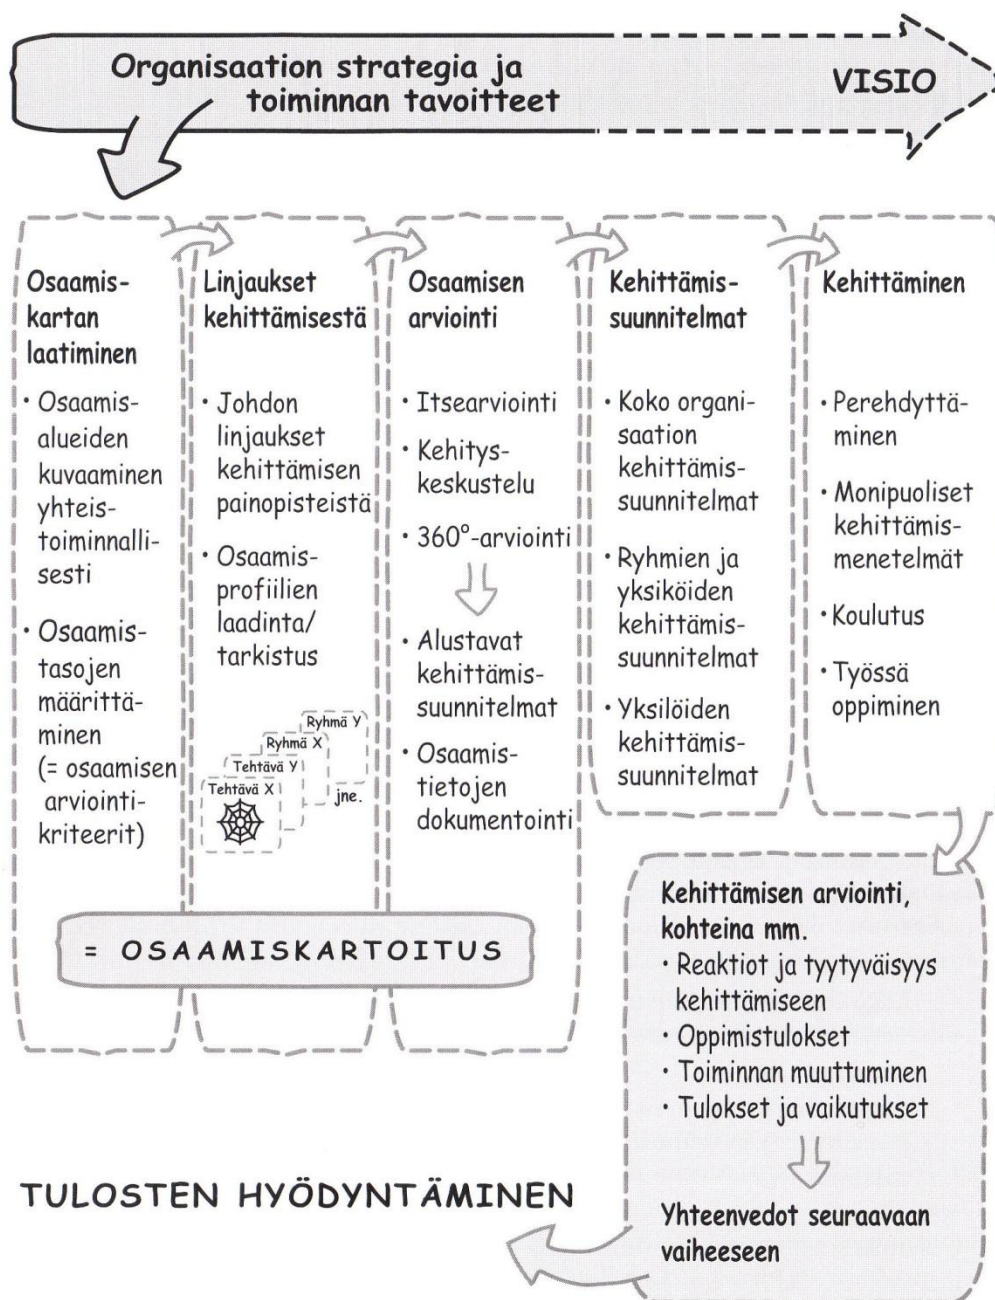 Organisaation strategia ja
toiminnan tavoitteet
VISIO
Osaamis-
kartan
laatiminen
• Osaamis-
alueiden
kuvaaminen
yhteis-
toiminnalli-
sesti
• Osaamis-
tasojen
määrittä-
minen
(= osaamisen
arviointi-
kriteerit)
Linjaukset
kehittämisestä
• Johdon
linjaukset
kehittämisen
painopisteistä
• Osaamis-
profiilien
laadinta/
tarkistus
Ryhmä Y
Ryhmä X
Tehtävä Y
Tehtävä X
jne.
Osaamisen
arviointi
• Itsearviointi
• Kehitys-
keskustelu
• 360°-arviointi
• Alustavat
kehittämis-
suunnitelmat
• Osaamis-
tietojen
dokumentointi
= OSAAMISKARTOITUS
Kehittämis-
suunnitelmat
• Koko organi-
saation
kehittämis-
suunnitelmat
• Ryhmien ja
yksiköiden
kehittämis-
suunnitelmat
• Yksilöiden
kehittämis-
suunnitelmat
Kehittäminen
• Perehdyttä-
minen
• Monipuoliset
kehittämis-
menetelmät
• Koulutus
• Työssä
oppiminen
Kehittämisen arviointi,
kohteina mm.
• Reaktiot ja tyytyväisyys
kehittämiseen
• Oppimistulokset
• Toiminnan muuttuminen
• Tulokset ja vaikutukset
Yhteenvedot seuraavaan
vaiheeseen
TULOSTEN HYÖDYNTÄMINEN